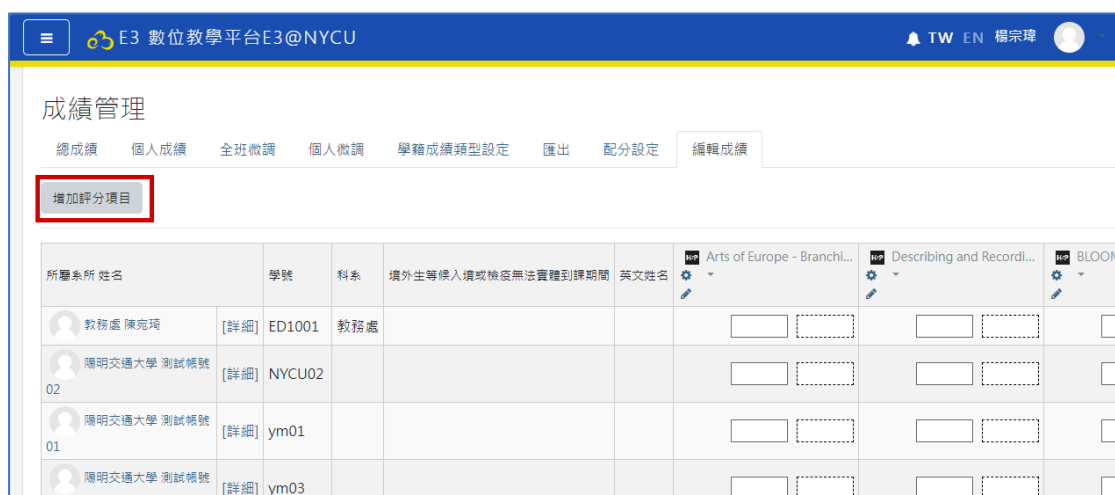 E3 數位教學平台E3@NYCU TW EN 楊宗瑋
成績管理
總成績 個人成績 全班微調 個人微調 學籍成績類型設定 匯出 配分設定 編輯成績
增加評分項目
所屬系所 姓名 學號 科系 境外生等候入境或檢疫無法實體到課期間 英文姓名 H-P Arts of Europe - Branchi... H-P Describing and Recordi... H-P BLOOM
教務處 陳宛琦 [詳細] ED1001 教務處
陽明交通大學 測試帳號
02 [詳細] NYCU02
陽明交通大學 測試帳號
01 [詳細] ym01
陽明交通大學 測試帳號
[詳細] ym03